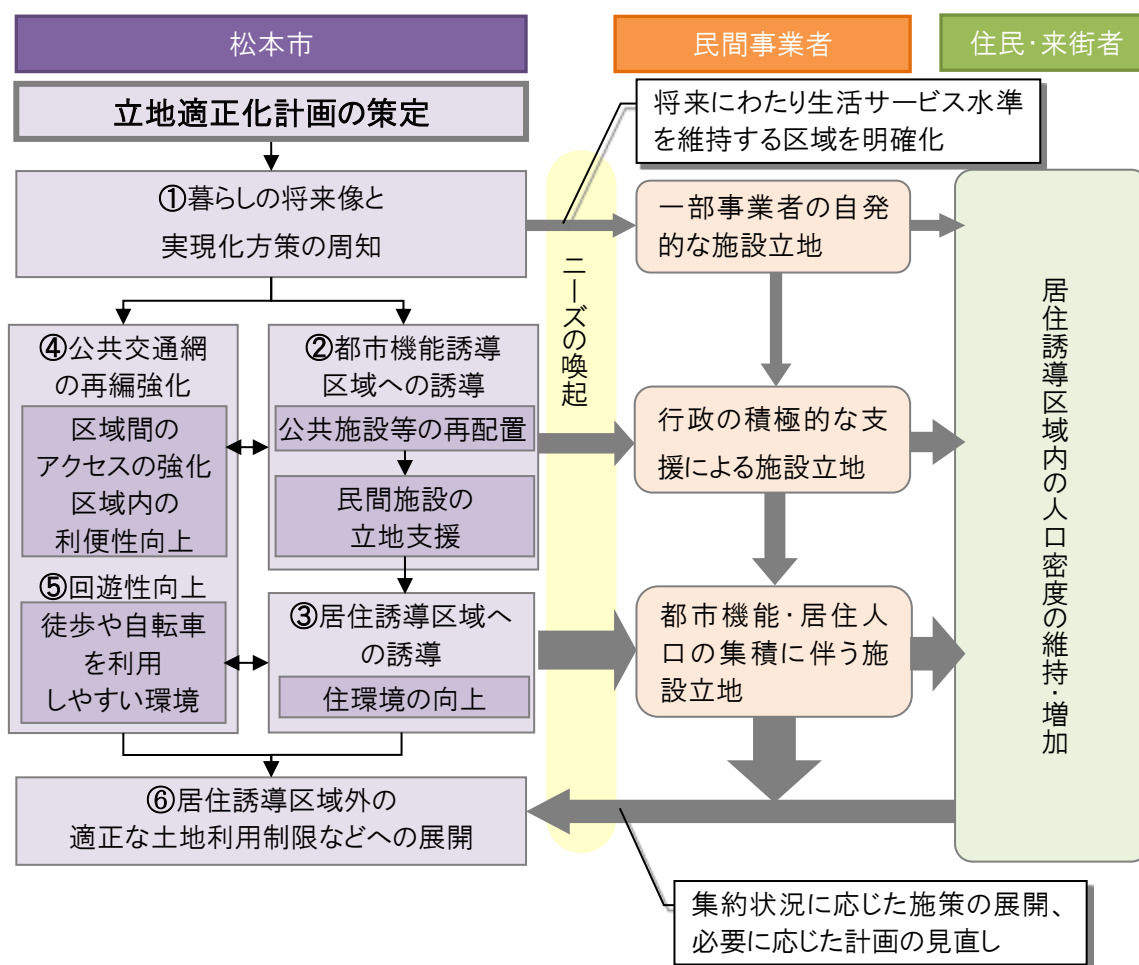 松本市
民間事業者
住民・来街者
立地適正化計画の策定
将来にわたり生活サービス水準
を維持する区域を明確化
①暮らしの将来像と
実現化方策の周知
一部事業者の自発
的な施設立地
ニーズの喚起
居住誘導区域内の人口密度の維持・増加
④公共交通網
の再編強化
区域間の
アクセスの強化
区域内の
利便性向上
⑤回遊性向上
徒歩や自転車
を利用
しやすい環境
②都市機能誘導
区域への誘導
公共施設等の再配置
民間施設の
立地支援
③居住誘導区域へ
の誘導
住環境の向上
行政の積極的な支
援による施設立地
都市機能・居住人
口の集積に伴う施
設立地
⑥居住誘導区域外の
適正な土地利用制限などへの展開
集約状況に応じた施策の展開、
必要に応じた計画の見直し